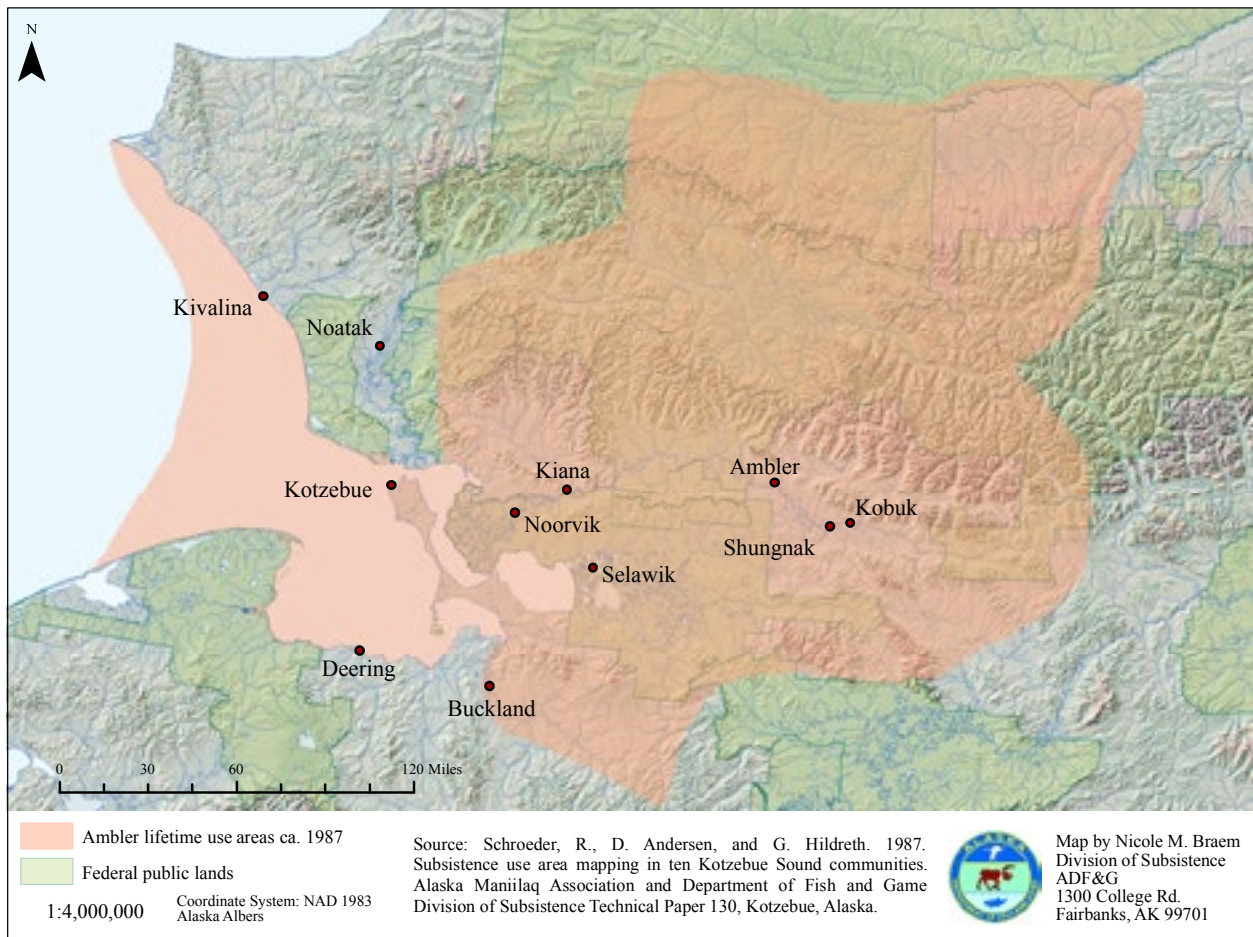 N
Kivalina
Noatak
Kotzebue
Kiana
Noorvik
Selawik
Ambler
Kobuk
Shungnak
Deering
Buckland
0 30 60 120 Miles
Ambler lifetime use areas ca. 1987
Federal public lands
1:4,000,000
Coordinate System: NAD 1983
Alaska Albers
Source: Schroeder, R., D. Andersen, and G. Hildreth. 1987.
Subsistence use area mapping in ten Kotzebue Sound communities.
Alaska Maniilaq Association and Department of Fish and Game
Division of Subsistence Technical Paper 130, Kotzebue, Alaska.
ALASKA
Map by Nicole M. Braem
Division of Subsistence
ADF&G
1300 College Rd.
Fairbanks, AK 99701